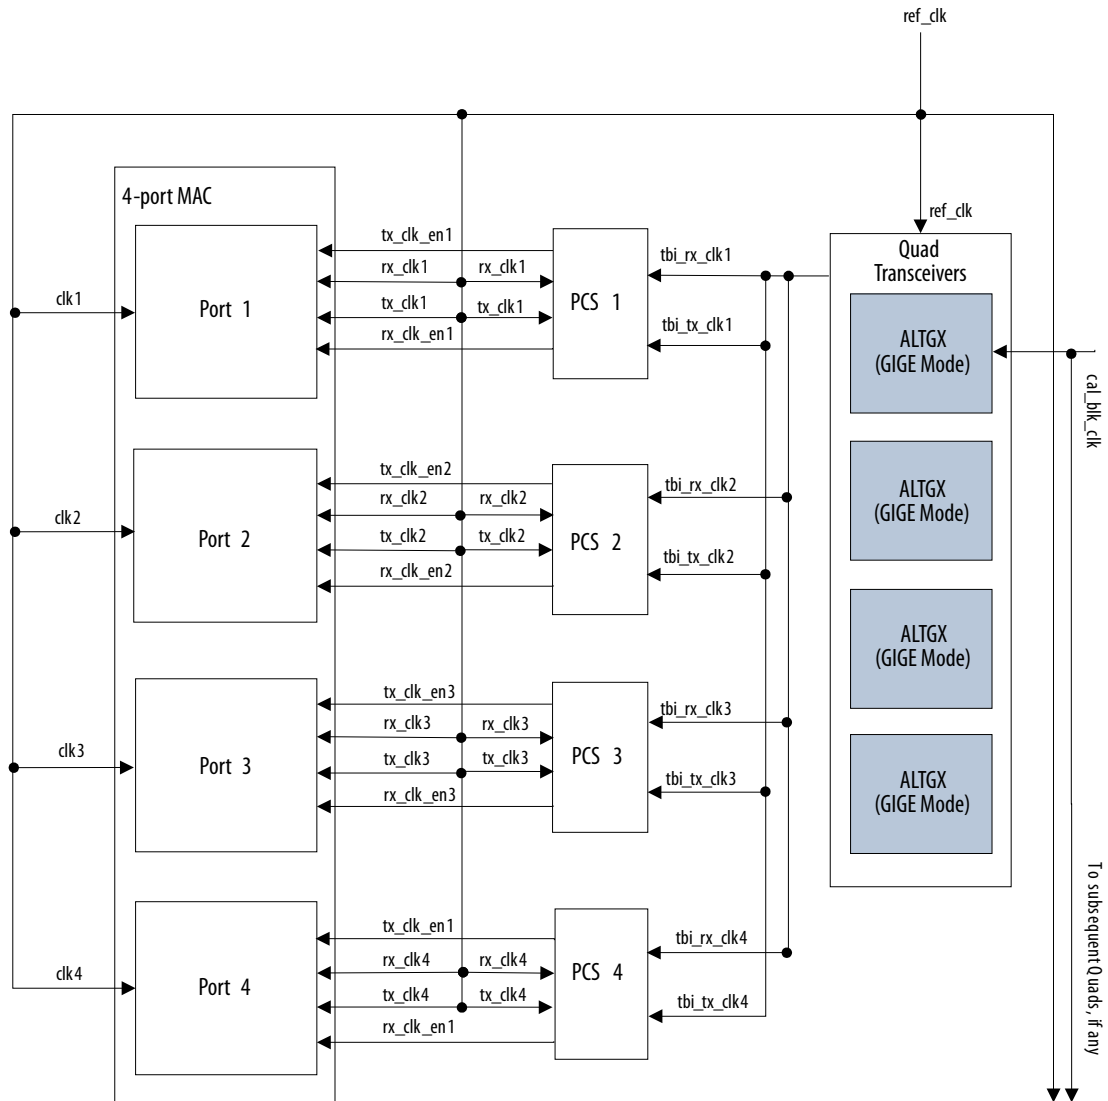 ref_clk
4-port MAC
ref_clk
Quad
Transceivers
tx_clk_en1
rx_clk1
rx_clk1
tbi_rx_clk1
clk1
Port 1
tx_clk1
tx_clk1
PCS 1
rx_clk_en1
tbi_tx_clk1
ALTGX
(GIGE Mode)
cal_blk_clk
tx_clk_en2
rx_clk2
rx_clk2
tbi_rx_clk2
clk2
Port 2
tx_clk2
tx_clk2
PCS 2
rx_clk_en2
tbi_tx_clk2
ALTGX
(GIGE Mode)
ALTGX
(GIGE Mode)
tx_clk_en3
rx_clk3
rx_clk3
tbi_rx_clk3
clk3
Port 3
tx_clk3
tx_clk3
PCS 3
rx_clk_en3
tbi_tx_clk3
ALTGX
(GIGE Mode)
tx_clk_en1
rx_clk4
rx_clk4
tbi_rx_clk4
clk4
Port 4
tx_clk4
tx_clk4
PCS 4
rx_clk_en1
tbi_tx_clk4
To subsequent Quads, if any